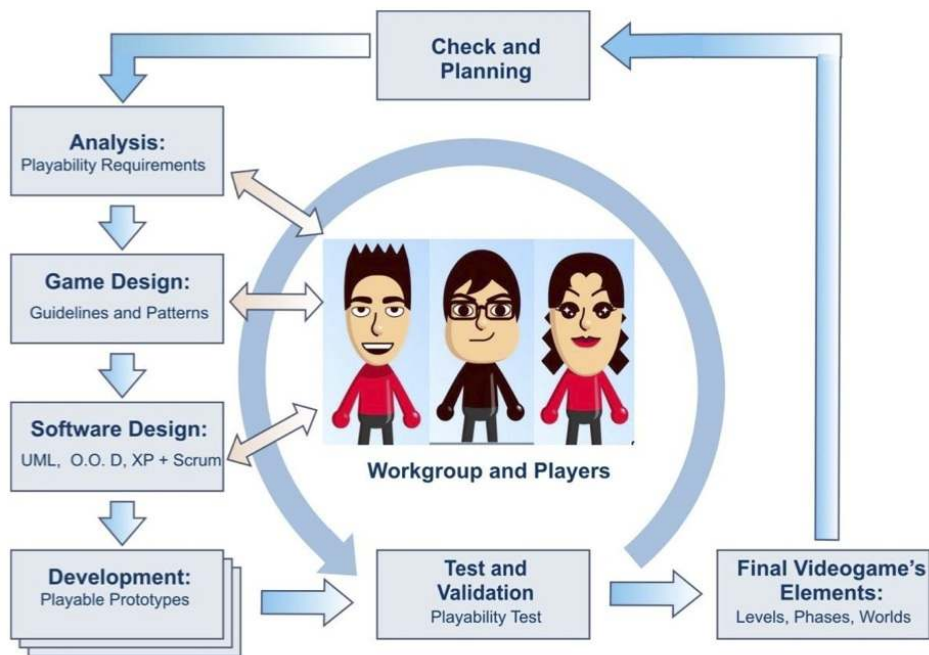 Check and
Planning
Analysis:
Playability Requirements
Game Design:
Guidelines and Patterns
Software Design:
UML, O.O. D, XP + Scrum
Workgroup and Players
Development:
Playable Prototypes
Test and
Validation
Playability Test
Final Videogame's
Elements:
Levels, Phases, Worlds